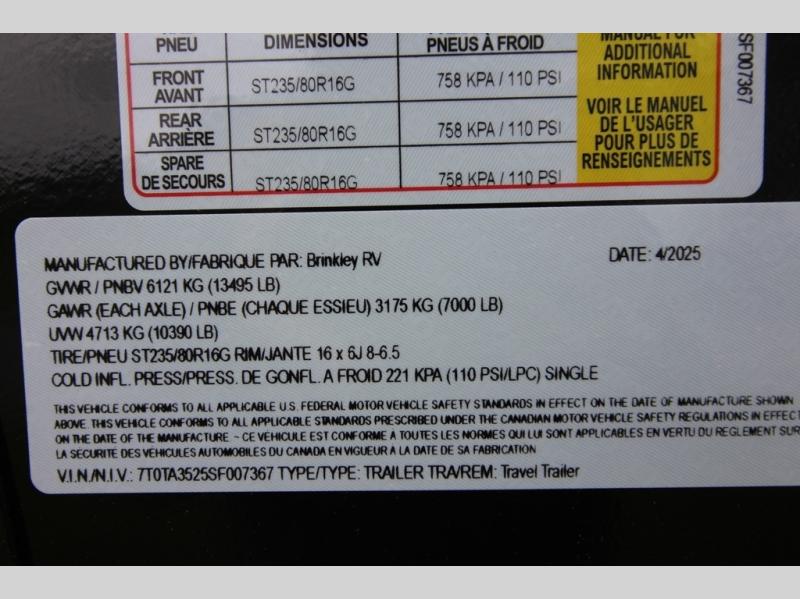 PNEU DIMENSIONS PNEUS À FROID
MANUAL FOR
ADDITIONAL
INFORMATION
FRONT
AVANT ST235/80R16G 758 KPA / 110 PSI
REAR
ARRIÈRE ST235/80R16G 758 KPA / 110 PSI
SPARE
DE SECOURS ST235/80R16G 758 KPA / 110 PSI
VOIR LE MANUEL
DE L'USAGER
POUR PLUS DE
RENSEIGNEMENTS
SF007367
MANUFACTURED BY/FABRIQUE PAR: Brinkley RV DATE: 4/2025
GVWR / PNBV 6121 KG (13495 LB)
GAWR (EACH AXLE) / PNBE (CHAQUE ESSIEU) 3175 KG (7000 LB)
UVW 4713 KG (10390 LB)
TIRE/PNEU ST235/80R16G RIM/JANTE 16 x 6J 8-6.5
COLD INFL. PRESS/PRESS. DE GONFL. A FROID 221 KPA (110 PSI/LPC) SINGLE
THIS VEHICLE CONFORMS TO ALL APPLICABLE U.S. FEDERAL MOTOR VEHICLE SAFETY STANDARDS IN EFFECT ON THE DATE OF MANUFACTURE SHOWN
ABOVE. THIS VEHICLE CONFORMS TO ALL APPLICABLE STANDARDS PRESCRIBED UNDER THE CANADIAN MOTOR VEHICLE SAFETY REGULATIONS IN EFFECT
ON THE DATE OF THE MANUFACTURE ~ CE VEHICULE EST CONFORME A TOUTES LES NORMES QUI LUI SONT APPLICABLES EN VERTU DU REGLEMENT SUR
LA SECURITE DES VEHICULES AUTOMOBILES DU CANADA EN VIGUEUR A LA DATE DE SA FABRICATION
V.I.N./N.I.V.: 7T0TA3525SF007367 TYPE/TYPE: TRAILER TRA/REM: Travel Trailer